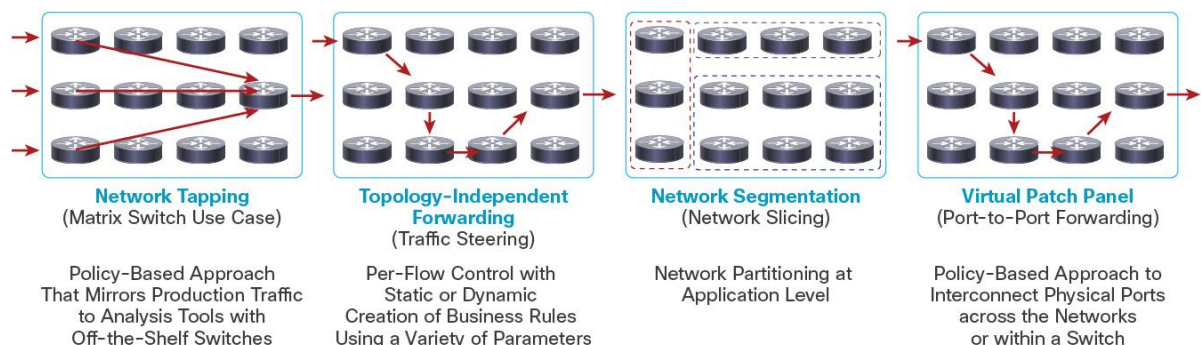 Network Tapping
(Matrix Switch Use Case)
Policy-Based Approach
That Mirrors Production Traffic
to Analysis Tools with
Off-the-Shelf Switches
Topology-Independent
Forwarding
(Traffic Steering)
Per-Flow Control with
Static or Dynamic
Creation of Business Rules
Using a Variety of Parameters
Network Segmentation
(Network Slicing)
Network Partitioning at
Application Level
Virtual Patch Panel
(Port-to-Port Forwarding)
Policy-Based Approach to
Interconnect Physical Ports
across the Networks
or within a Switch